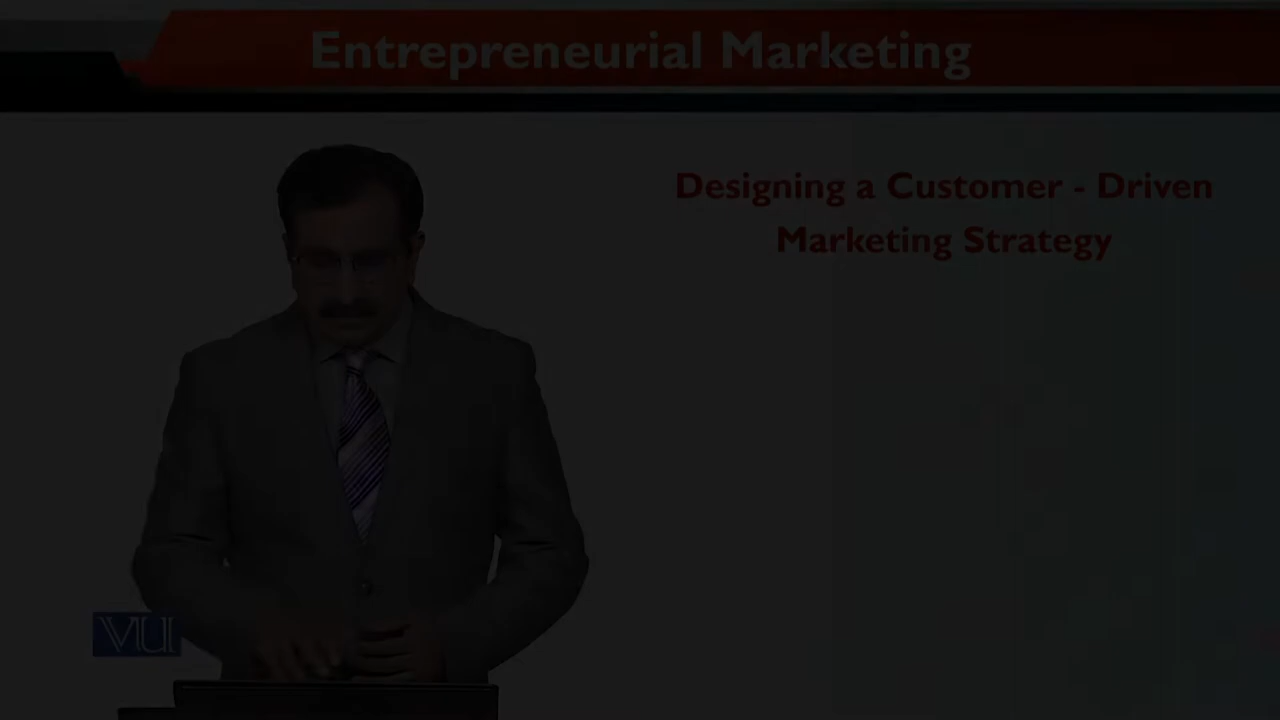 Entrepreneurial Marketing
Designing a Customer - Driven
Marketing Strategy
VU